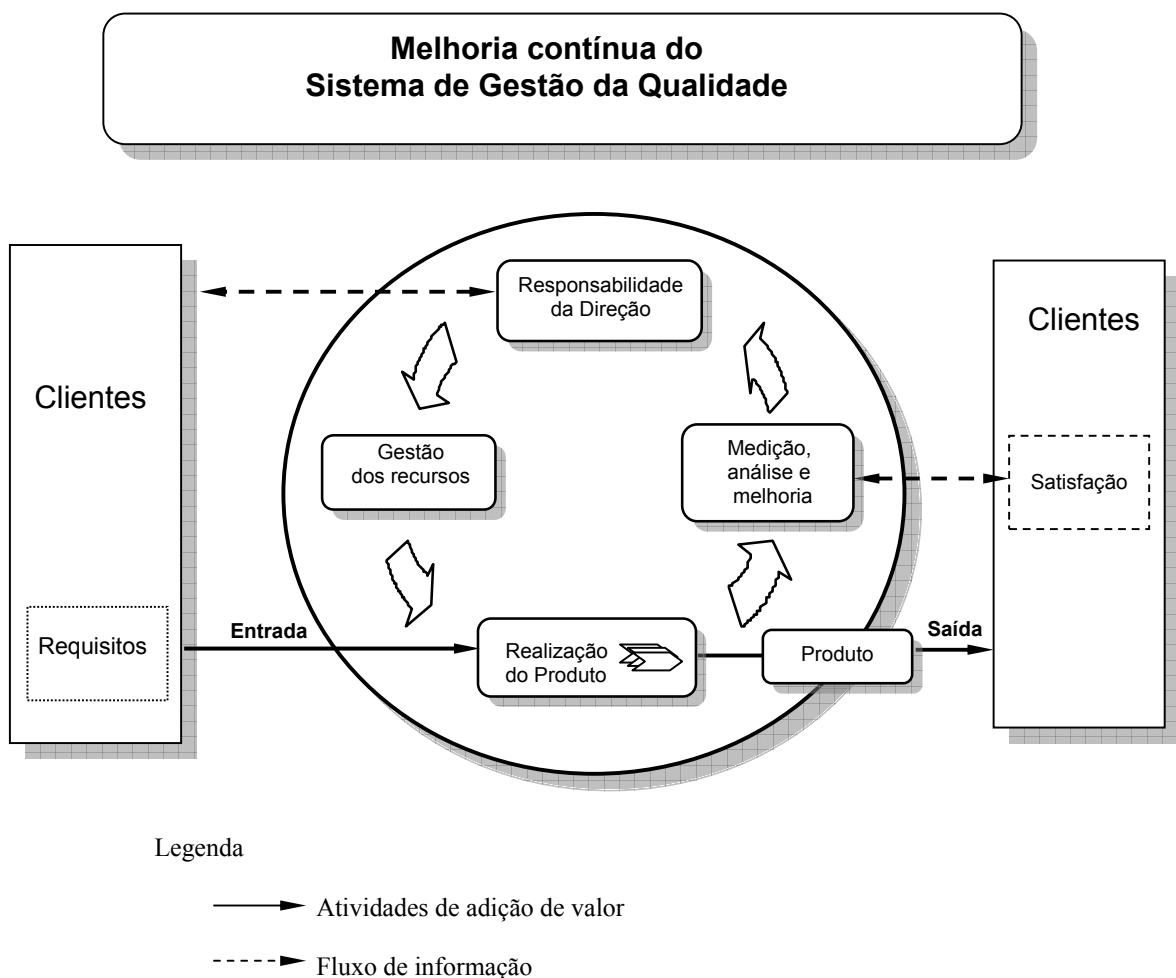 Melhoria contínua do
Sistema de Gestão da Qualidade
Clientes
Requisitos
Entrada
Responsabilidade
da Direção
Gestão
dos recursos
Medição,
análise e
melhoria
Realização
do Produto
Produto
Saída
Clientes
Satisfação
Legenda
Atividades de adição de valor
Fluxo de informação